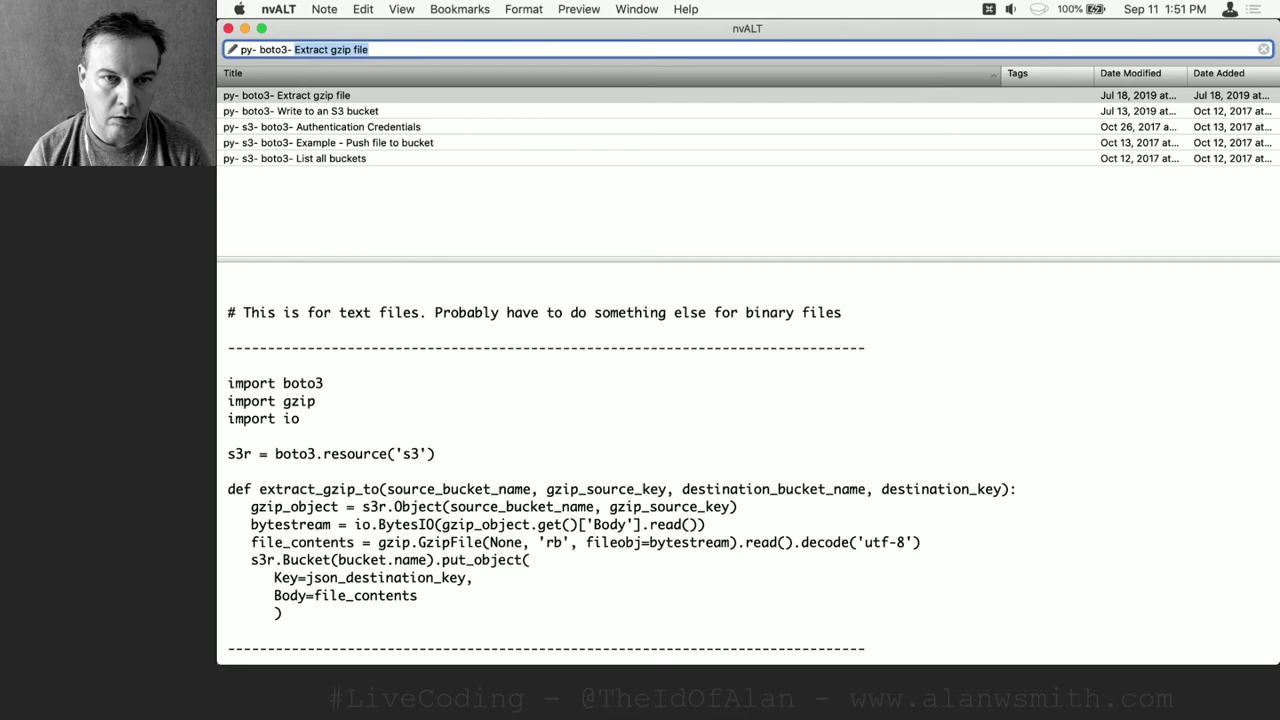 nvALT Note Edit View Bookmarks Format Preview Window Help 100% Sep 11 1:51 PM
nvALT
py- boto3- Extract gzip file
Title Tags Date Modified Date Added
py- boto3- Extract gzip file Jul 18, 2019 at... Jul 18, 2019 at...
py- boto3- Write to an S3 bucket Jul 13, 2019 at... Oct 12, 2017 at...
py- s3- boto3- Authentication Credentials Oct 26, 2017 a... Oct 13, 2017 at...
py- s3- boto3- Example - Push file to bucket Oct 13, 2017 at... Oct 12, 2017 at...
py- s3- boto3- List all buckets Oct 12, 2017 at... Oct 12, 2017 at...
# This is for text files. Probably have to do something else for binary files
--------------------------------------------------------------------------------
import boto3
import gzip
import io
s3r = boto3.resource('s3')
def extract_gzip_to(source_bucket_name, gzip_source_key, destination_bucket_name, destination_key):
gzip_object = s3r.Object(source_bucket_name, gzip_source_key)
bytestream = io.BytesIO(gzip_object.get()['Body'].read())
file_contents = gzip.GzipFile(None, 'rb', fileobj=bytestream).read().decode('utf-8')
s3r.Bucket(bucket.name).put_object(
Key=json_destination_key,
Body=file_contents
)
--------------------------------------------------------------------------------
#LiveCoding - @TheIdOfAlan - www.alanwsmith.com